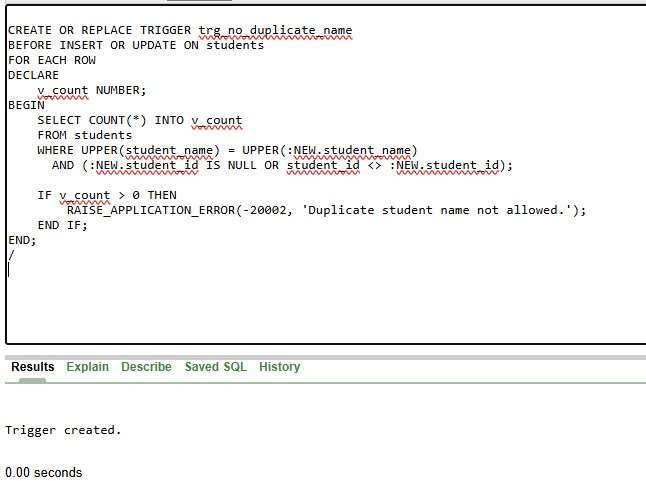 CREATE OR REPLACE TRIGGER trg_no_duplicate_name
BEFORE INSERT OR UPDATE ON students
FOR EACH ROW
DECLARE
    v_count NUMBER;
BEGIN
    SELECT COUNT(*) INTO v_count
    FROM students
    WHERE UPPER(student_name) = UPPER(:NEW.student_name)
      AND (:NEW.student_id IS NULL OR student_id <> :NEW.student_id);
    IF v_count > 0 THEN
        RAISE_APPLICATION_ERROR(-20002, 'Duplicate student name not allowed.');
    END IF;
END;
/
Results Explain Describe Saved SQL History
Trigger created.
0.00 seconds